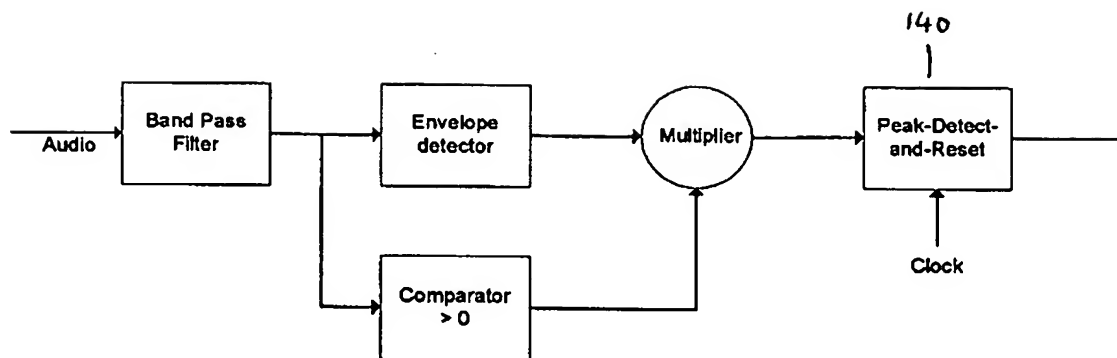 140
Audio
Band Pass
Filter
Envelope
detector
Multiplier
Peak-Detect-
and-Reset
Clock
Comparator
> 0